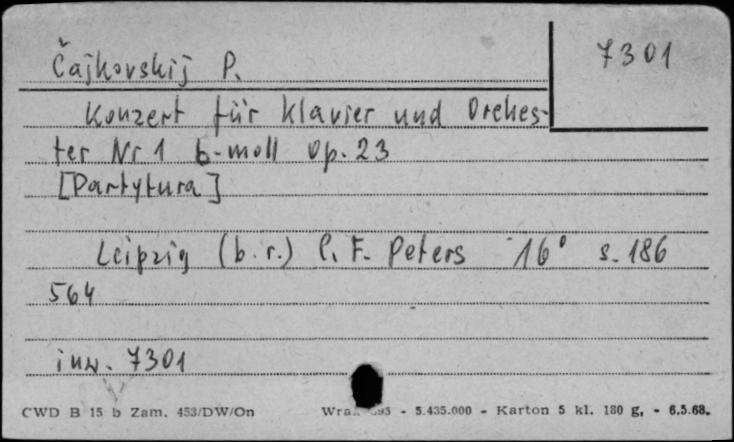 7301
Čajkovskij P.
Konzert für Klavier und Orches-
ter Nr 1 b-moll Op. 23
[Partytura]
Leipzig (b. r.) C. F. Peters 16° s. 186
564
inw. 7301
CWD B 15 b Zam. 453/DW/On - 5.435.000 - Karton 5 kl. 180 g, - 6.5.68.